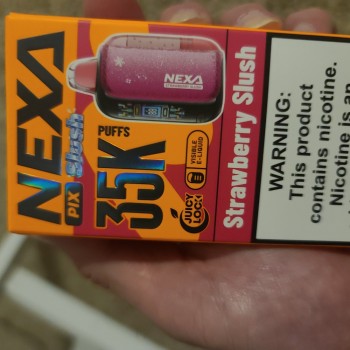 NEXA
PIX slush
35K
PUFFS
NEXA
VISIBLE
E-LIQUID
JUICY
LOCK
Strawberry Slush
WARNING:
This product
contains nicotine.
Nicotine is an